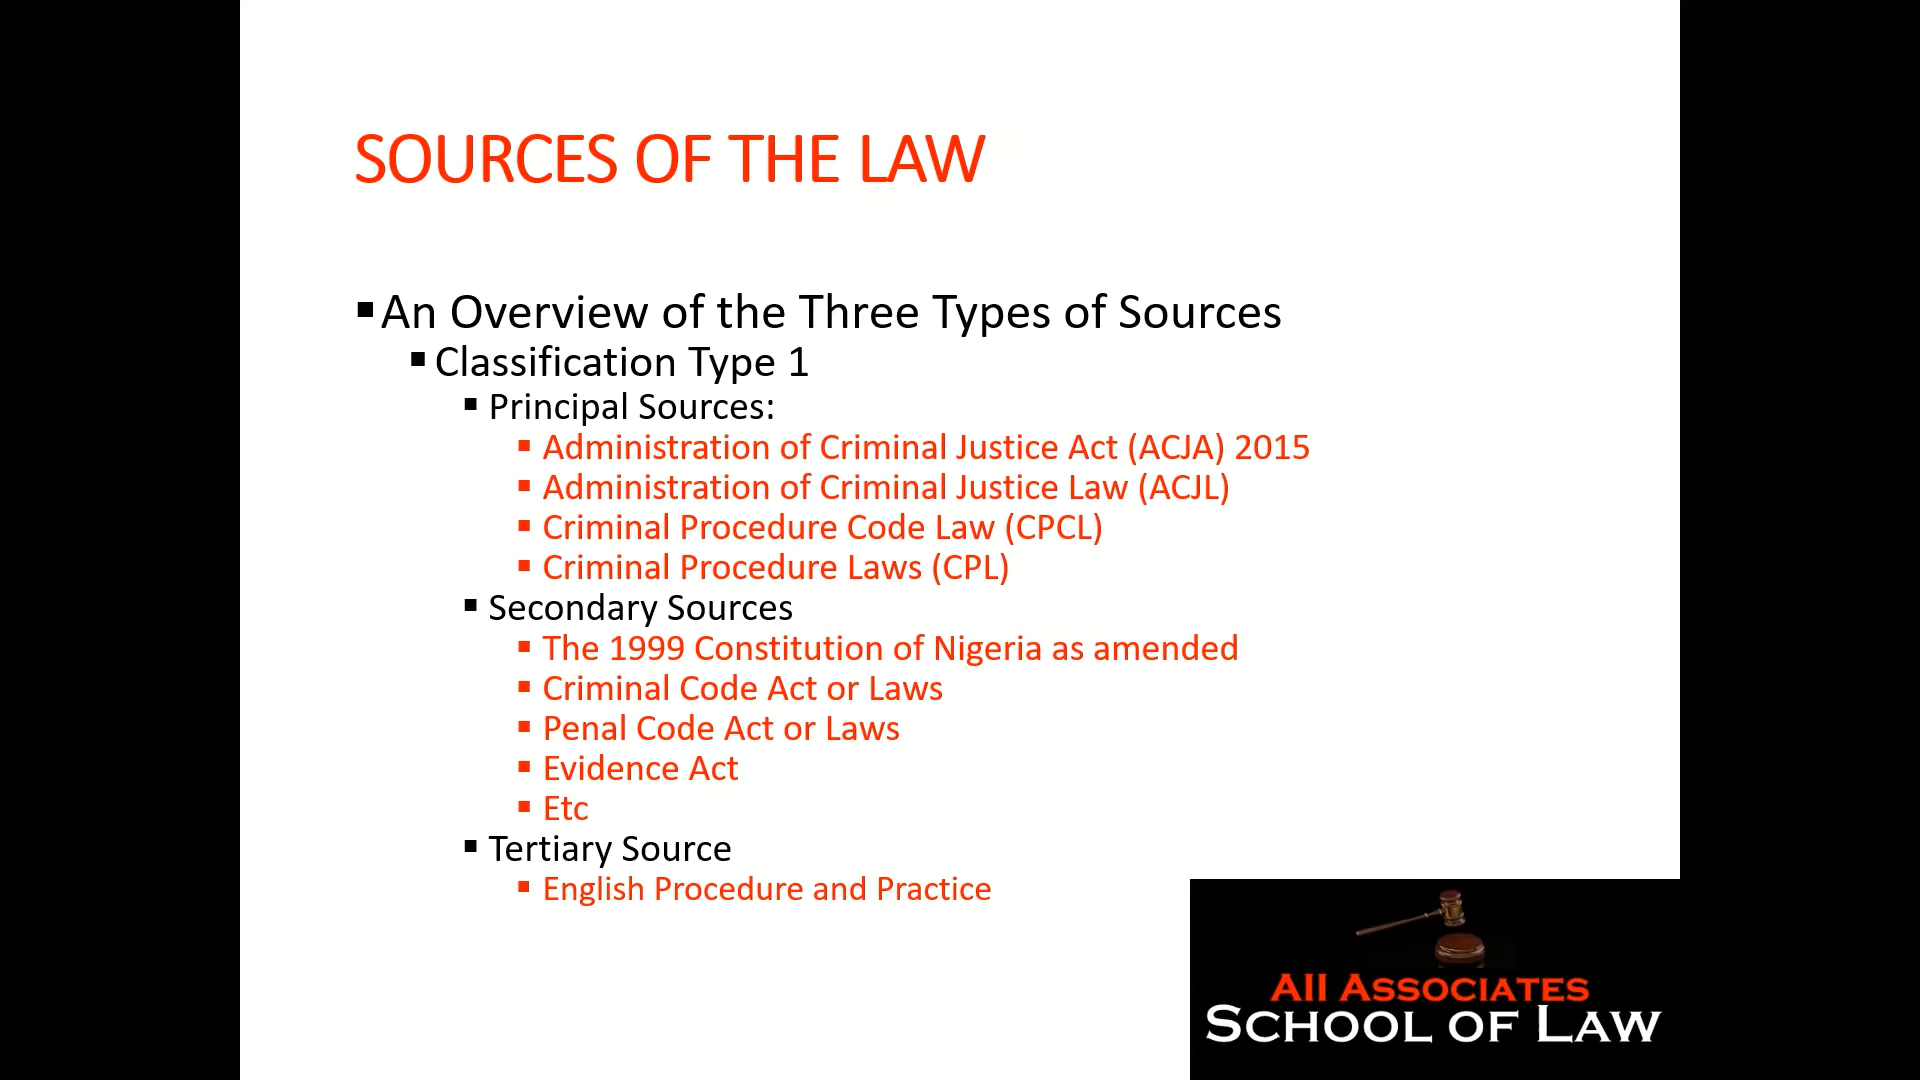 SOURCES OF THE LAW
An Overview of the Three Types of Sources
Classification Type 1
Principal Sources:
Administration of Criminal Justice Act (ACJA) 2015
Administration of Criminal Justice Law (ACJL)
Criminal Procedure Code Law (CPCL)
Criminal Procedure Laws (CPL)
Secondary Sources
The 1999 Constitution of Nigeria as amended
Criminal Code Act or Laws
Penal Code Act or Laws
Evidence Act
Etc
Tertiary Source
English Procedure and Practice
All Associates
School of Law